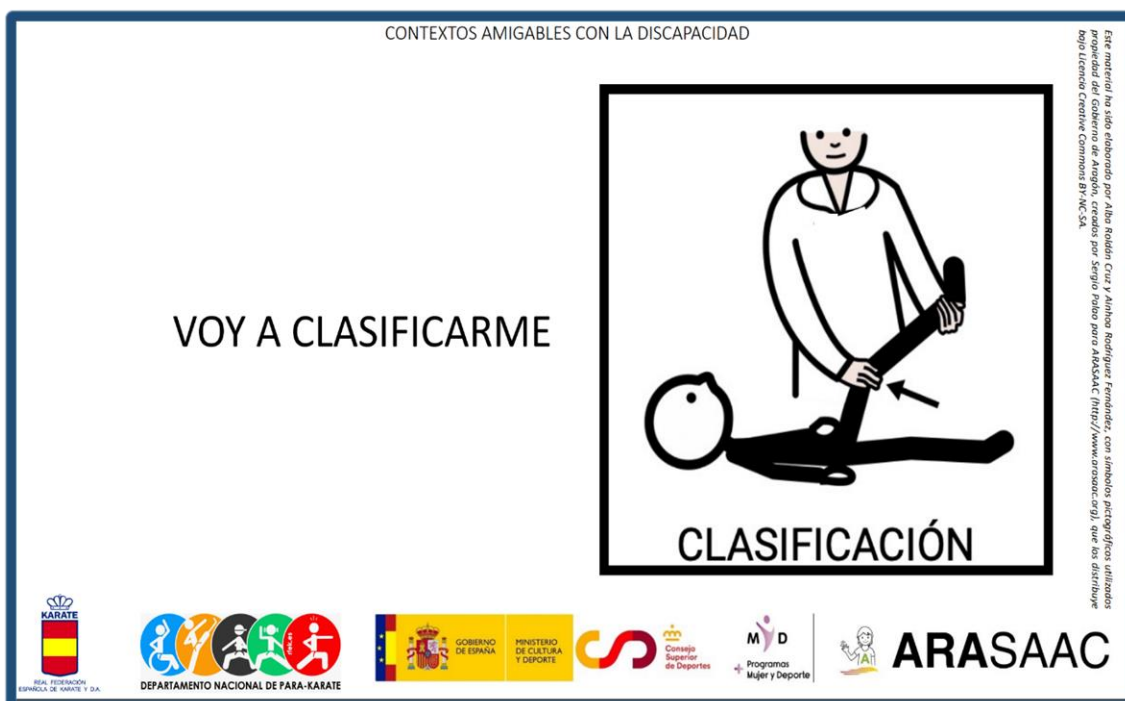 CONTEXTOS AMIGABLES CON LA DISCAPACIDAD
VOY A CLASIFICARME
CLASIFICACIÓN
Este material ha sido elaborado por Alba Roldán Cruz y Ainhoa Rodríguez Fernández, con símbolos pictográficos utilizados
propiedad del Gobierno de Aragón, creados por Sergio Palao para ARASAAC (http://www.arasaac.org), que los distribuye
bajo Licencia Creative Commons BY-NC-SA.
KARATE
REAL FEDERACIÓN
ESPAÑOLA DE KARATE Y D.A.
DEPARTAMENTO NACIONAL DE PARA-KARATE
GOBIERNO
DE ESPAÑA
MINISTERIO
DE CULTURA
Y DEPORTE
Consejo
Superior
de Deportes
M D
+ Programas
Mujer y Deporte
A
ARASAAC